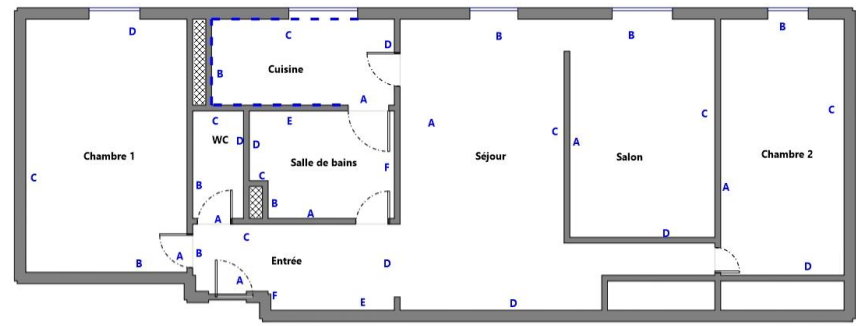 D C D B B B
Cuisine
B
A
C D E
WC
A
C A
C
C
Chambre 1
D
Salle de bains
Séjour
Salon
Chambre 2
C
C F
B
B
A
A
A
C D
B A B Entrée D D
A
F E D